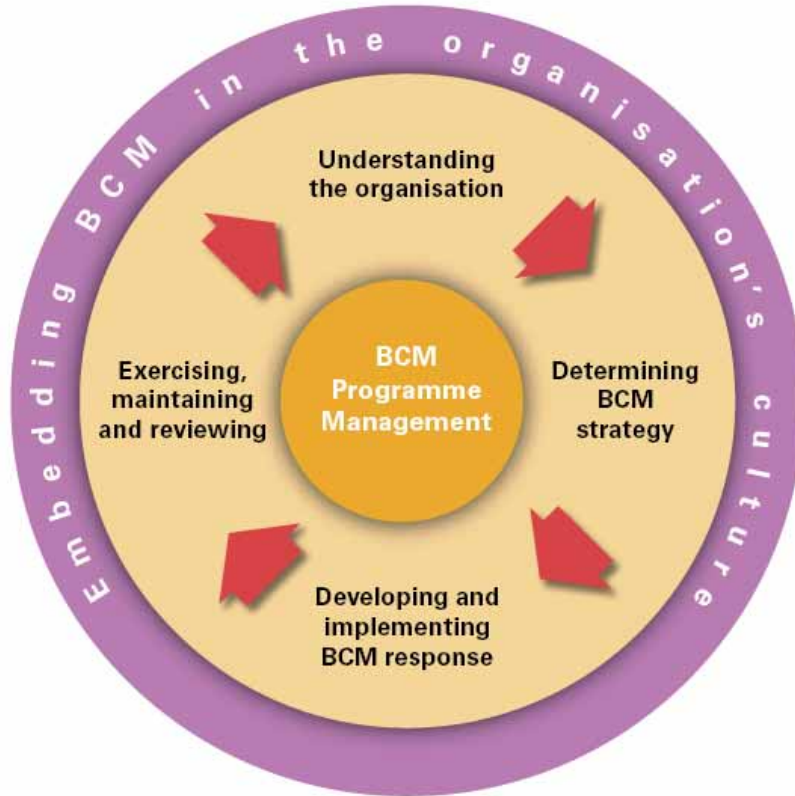 Embedding BCM in the organisation's culture
Understanding
the organisation
BCM
Programme
Management
Determining
BCM
strategy
Developing and
implementing
BCM response
Exercising,
maintaining
and reviewing